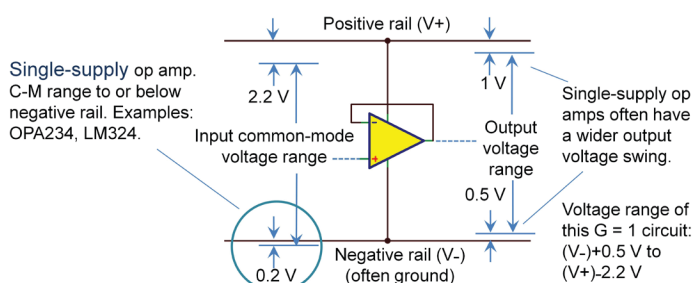 Positive rail (V+)
Single-supply op amp.
C-M range to or below
negative rail. Examples:
OPA234, LM324.
2.2 V
1 V
Input common-mode
voltage range
Output
voltage
range
Single-supply op
amps often have
a wider output
voltage swing.
0.5 V
Voltage range of
this G = 1 circuit:
(V-)+0.5 V to
(V+)-2.2 V
0.2 V
Negative rail (V-)
(often ground)